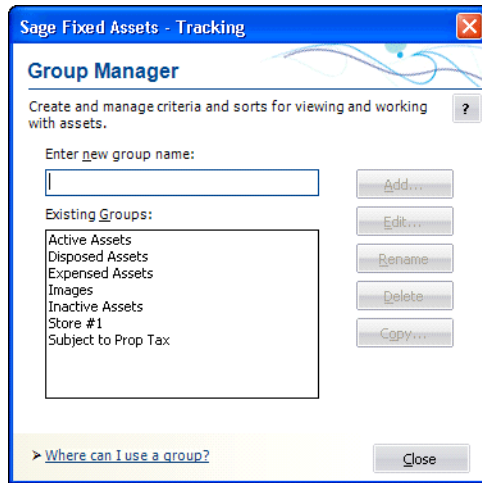 Sage Fixed Assets - Tracking
Group Manager
Create and manage criteria and sorts for viewing and working
with assets.
?
Enter new group name:
Add...
Existing Groups:
Edit...
Active Assets
Disposed Assets
Expensed Assets
Images
Inactive Assets
Store #1
Subject to Prop Tax
Rename
Delete
Copy...
➤ Where can I use a group?
Close